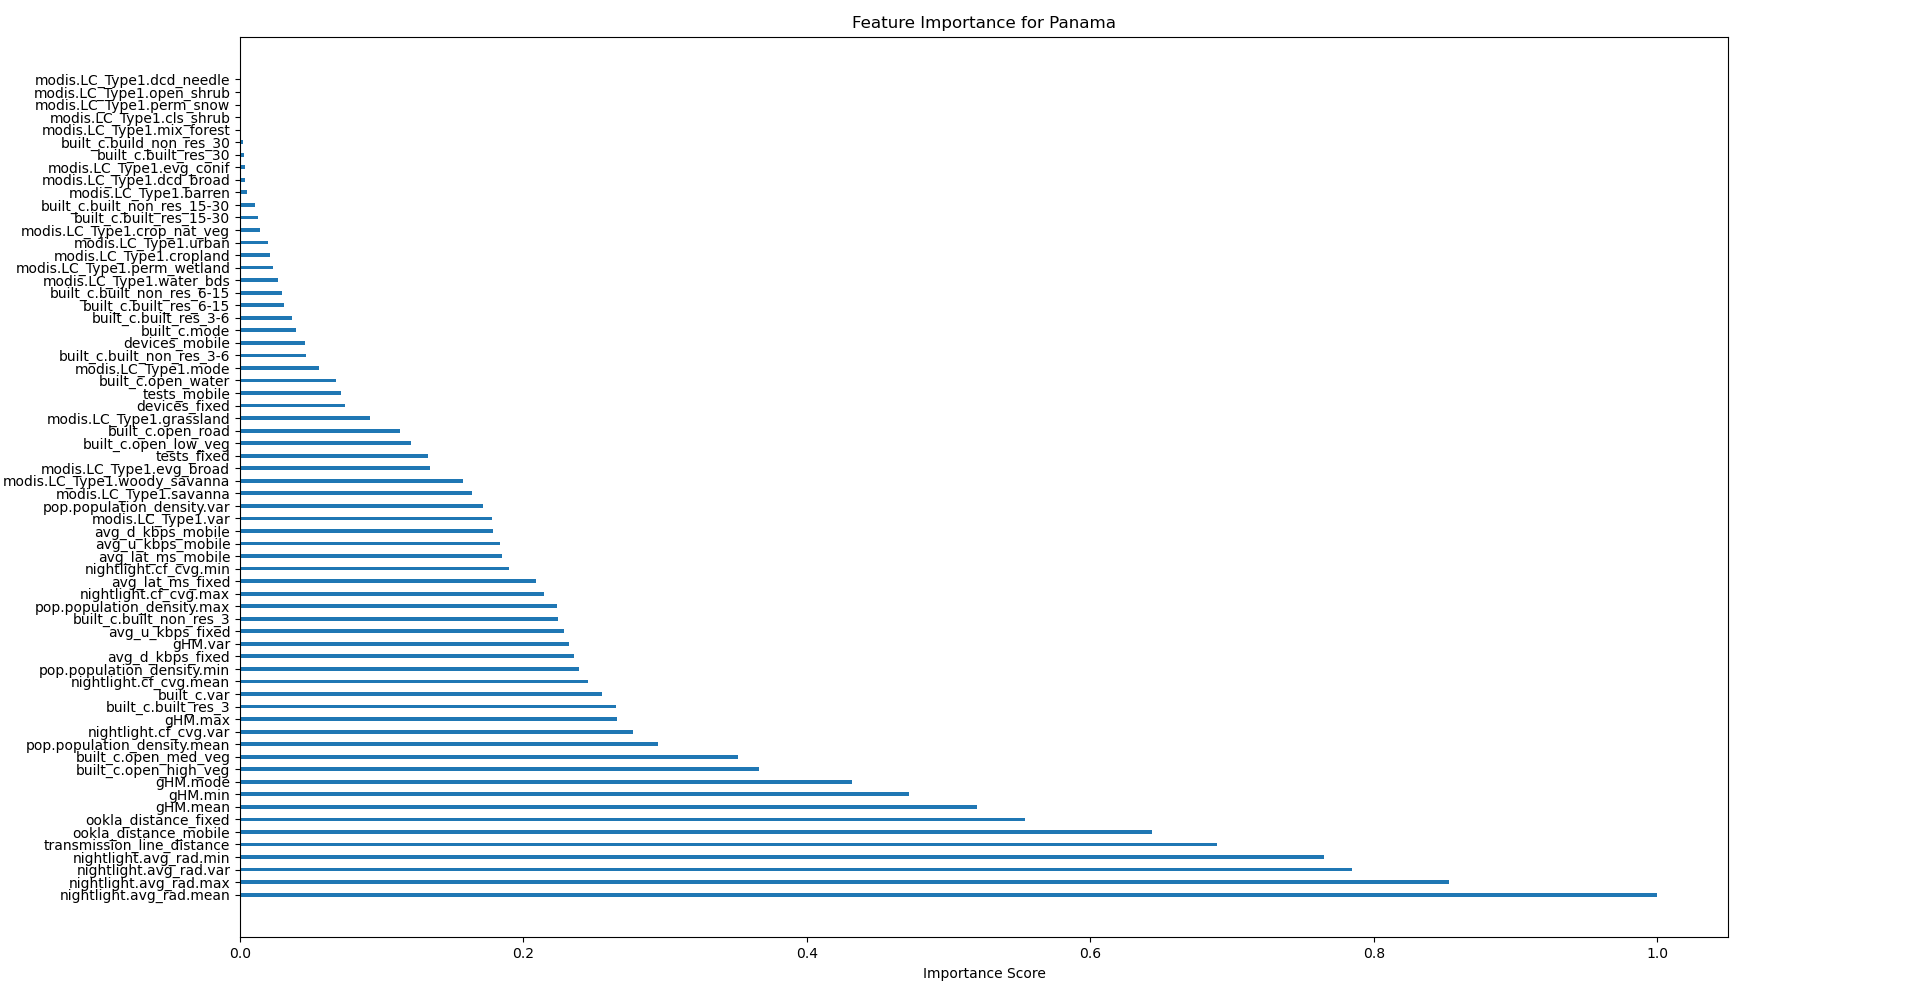 Feature Importance for Panama
modis.LC_Type1.dcd_needle
modis.LC_Type1.open_shrub
modis.LC_Type1.perm_snow
modis.LC_Type1.cls_shrub
modis.LC_Type1.mix_forest
built_c.build_non_res_30
built_c.built_res_30
modis.LC_Type1.evg_conif
modis.LC_Type1.dcd_broad
modis.LC_Type1.barren
built_c.built_non_res_15-30
built_c.built_res_15-30
modis.LC_Type1.crop_nat_veg
modis.LC_Type1.urban
modis.LC_Type1.cropland
modis.LC_Type1.perm_wetland
modis.LC_Type1.water_bds
built_c.built_non_res_6-15
built_c.built_res_6-15
built_c.built_res_3-6
built_c.mode
devices_mobile
built_c.built_non_res_3-6
modis.LC_Type1.mode
built_c.open_water
tests_mobile
devices_fixed
modis.LC_Type1.grassland
built_c.open_road
built_c.open_low_veg
tests_fixed
modis.LC_Type1.evg_broad
modis.LC_Type1.woody_savanna
modis.LC_Type1.savanna
pop.population_density.var
modis.LC_Type1.var
avg_d_kbps_mobile
avg_u_kbps_mobile
avg_lat_ms_mobile
nightlight.cf_cvg.min
avg_lat_ms_fixed
nightlight.cf_cvg.max
pop.population_density.max
built_c.built_non_res_3
avg_u_kbps_fixed
gHM.var
avg_d_kbps_fixed
pop.population_density.min
nightlight.cf_cvg.mean
built_c.var
built_c.built_res_3
gHM.max
nightlight.cf_cvg.var
pop.population_density.mean
built_c.open_med_veg
built_c.open_high_veg
gHM.mode
gHM.min
gHM.mean
ookla_distance_fixed
ookla_distance_mobile
transmission_line_distance
nightlight.avg_rad.min
nightlight.avg_rad.var
nightlight.avg_rad.max
nightlight.avg_rad.mean
0.0 0.2 0.4 0.6 0.8 1.0
Importance Score